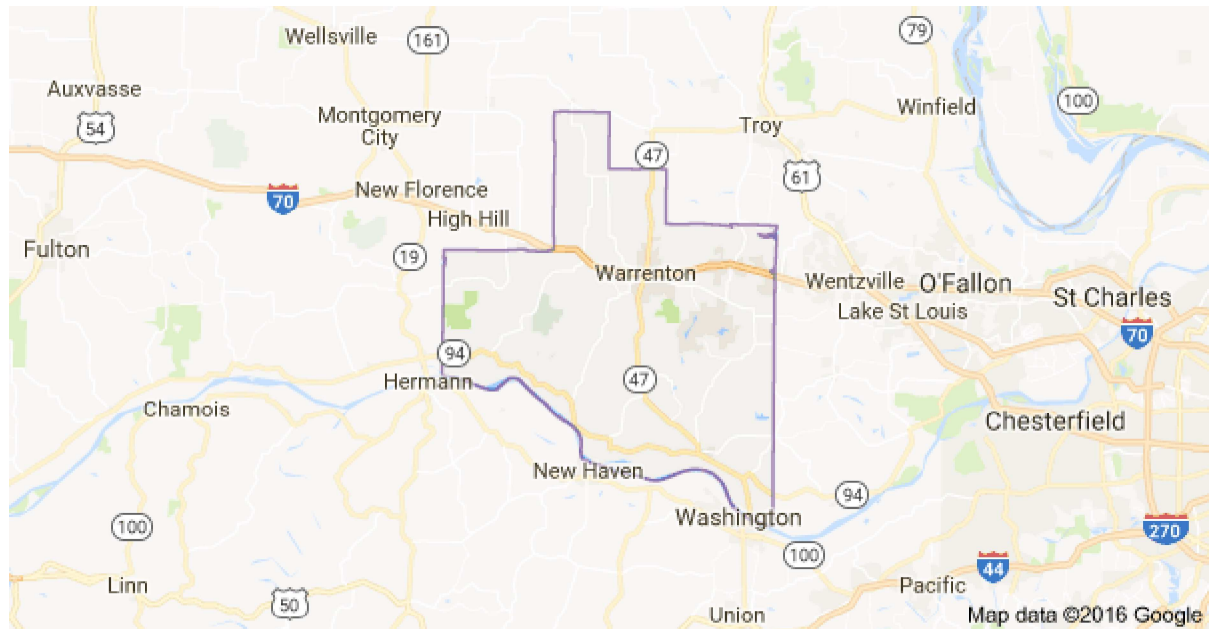 Wellsville
161
79
Auxvasse
54
Montgomery
City
Troy
Winfield
100
47
61
70
New Florence
High Hill
Fulton
19
Warrenton
Wentzville
O'Fallon
St Charles
Lake St Louis
70
94
Hermann
47
Chamois
Chesterfield
New Haven
94
Washington
100
100
270
Linn
50
44
Pacific
Union
Map data ©2016 Google